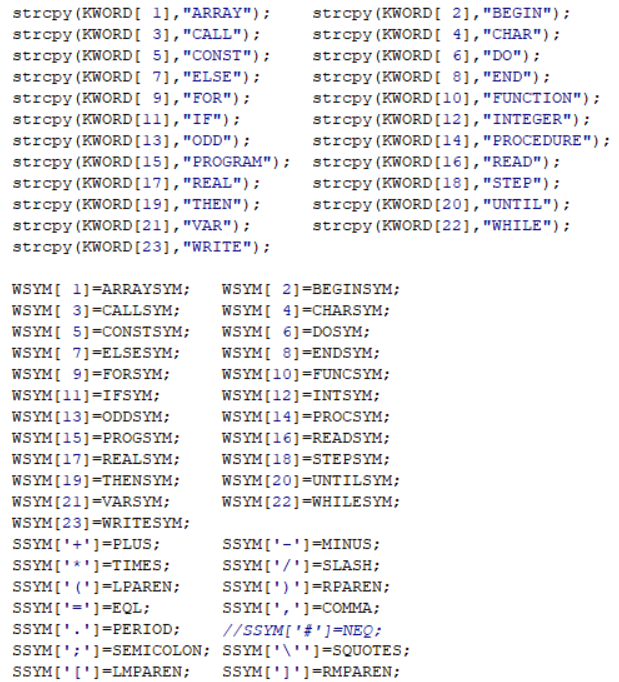 strcpy(KWORD[ 1],"ARRAY");    strcpy(KWORD[ 2],"BEGIN");
strcpy(KWORD[ 3],"CALL");     strcpy(KWORD[ 4],"CHAR");
strcpy(KWORD[ 5],"CONST");    strcpy(KWORD[ 6],"DO");
strcpy(KWORD[ 7],"ELSE");     strcpy(KWORD[ 8],"END");
strcpy(KWORD[ 9],"FOR");      strcpy(KWORD[10],"FUNCTION");
strcpy(KWORD[11],"IF");       strcpy(KWORD[12],"INTEGER");
strcpy(KWORD[13],"ODD");      strcpy(KWORD[14],"PROCEDURE");
strcpy(KWORD[15],"PROGRAM");  strcpy(KWORD[16],"READ");
strcpy(KWORD[17],"REAL");     strcpy(KWORD[18],"STEP");
strcpy(KWORD[19],"THEN");     strcpy(KWORD[20],"UNTIL");
strcpy(KWORD[21],"VAR");      strcpy(KWORD[22],"WHILE");
strcpy(KWORD[23],"WRITE");
WSYM[ 1]=ARRAYSYM;   WSYM[ 2]=BEGINSYM;
WSYM[ 3]=CALLSYM;    WSYM[ 4]=CHARSYM;
WSYM[ 5]=CONSTSYM;   WSYM[ 6]=DOSYM;
WSYM[ 7]=ELSESYM;    WSYM[ 8]=ENDSYM;
WSYM[ 9]=FORSYM;     WSYM[10]=FUNCSYM;
WSYM[11]=IFSYM;      WSYM[12]=INTSYM;
WSYM[13]=ODDSYM;     WSYM[14]=PROCSYM;
WSYM[15]=PROGSYM;    WSYM[16]=READSYM;
WSYM[17]=REALSYM;    WSYM[18]=STEPSYM;
WSYM[19]=THENSYM;    WSYM[20]=UNTILSYM;
WSYM[21]=VARSYM;     WSYM[22]=WHILESYM;
WSYM[23]=WRITESYM;
SSYM['+']=PLUS;      SSYM['-']=MINUS;
SSYM['*']=TIMES;     SSYM['/']=SLASH;
SSYM['(']=LPAREN;    SSYM[')']=RPAREN;
SSYM['=']=EQL;       SSYM[',']=COMMA;
SSYM['.']=PERIOD;    //SSYM['#']=NEQ;
SSYM[';']=SEMICOLON; SSYM['\'']=SQUOTES;
SSYM['[']=LMPAREN;   SSYM[']']=RMPAREN;